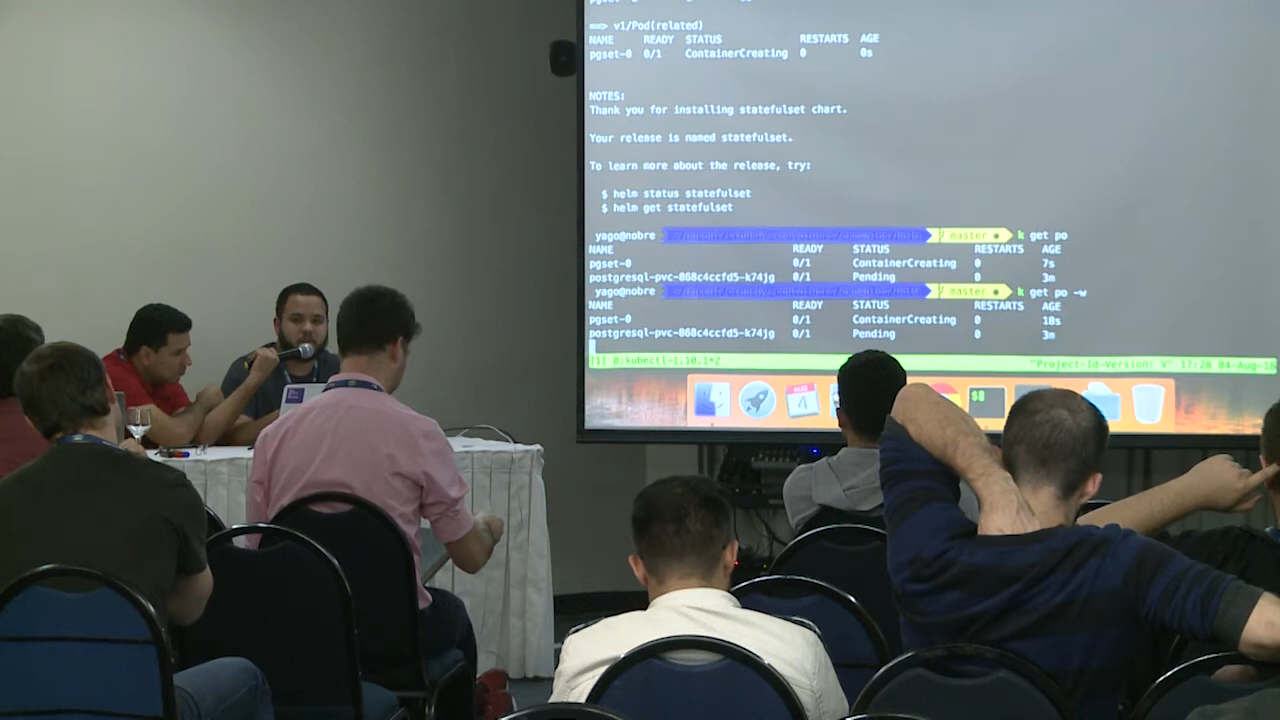 ==> v1/Pod(related)
NAME READY STATUS RESTARTS AGE
pgset-0 0/1 ContainerCreating 0 0s
NOTES:
Thank you for installing statefulset chart.
Your release is named statefulset.
To learn more about the release, try:
$ helm status statefulset
$ helm get statefulset
yago@nobre master ● k get po
NAME READY STATUS RESTARTS AGE
pgset-0 0/1 ContainerCreating 0 7s
postgresql-pvc-868c4ccfd5-k74jg 0/1 Pending 0 3m
yago@nobre master ● k get po -w
NAME READY STATUS RESTARTS AGE
pgset-0 0/1 ContainerCreating 0 18s
postgresql-pvc-868c4ccfd5-k74jg 0/1 Pending 0 3m
[1] 0:kubectl-1.10.1*Z "Project-Id-Version: V" 17:28 04-Aug-18
AUG
4
$8